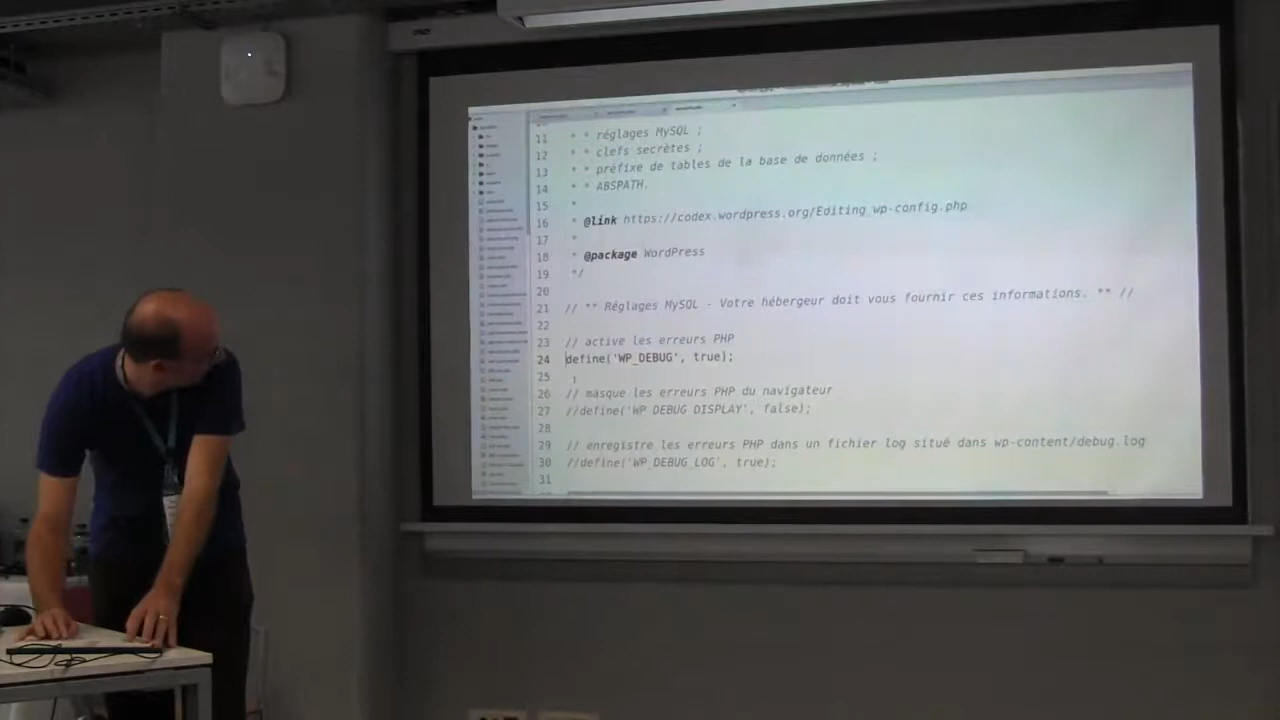 11 * * réglages MySQL ;
12 * * clefs secrètes ;
13 * * préfixe de tables de la base de données ;
14 * * ABSPATH.
15 *
16 * @link https://codex.wordpress.org/Editing_wp-config.php
17 *
18 * @package WordPress
19 */
20
21 // ** Réglages MySQL - Votre hébergeur doit vous fournir ces informations. ** //
22
23 // active les erreurs PHP
24 define('WP_DEBUG', true);
25
26 // masque les erreurs PHP du navigateur
27 //define('WP_DEBUG_DISPLAY', false);
28
29 // enregistre les erreurs PHP dans un fichier log situé dans wp-content/debug.log
30 //define('WP_DEBUG_LOG', true);
31